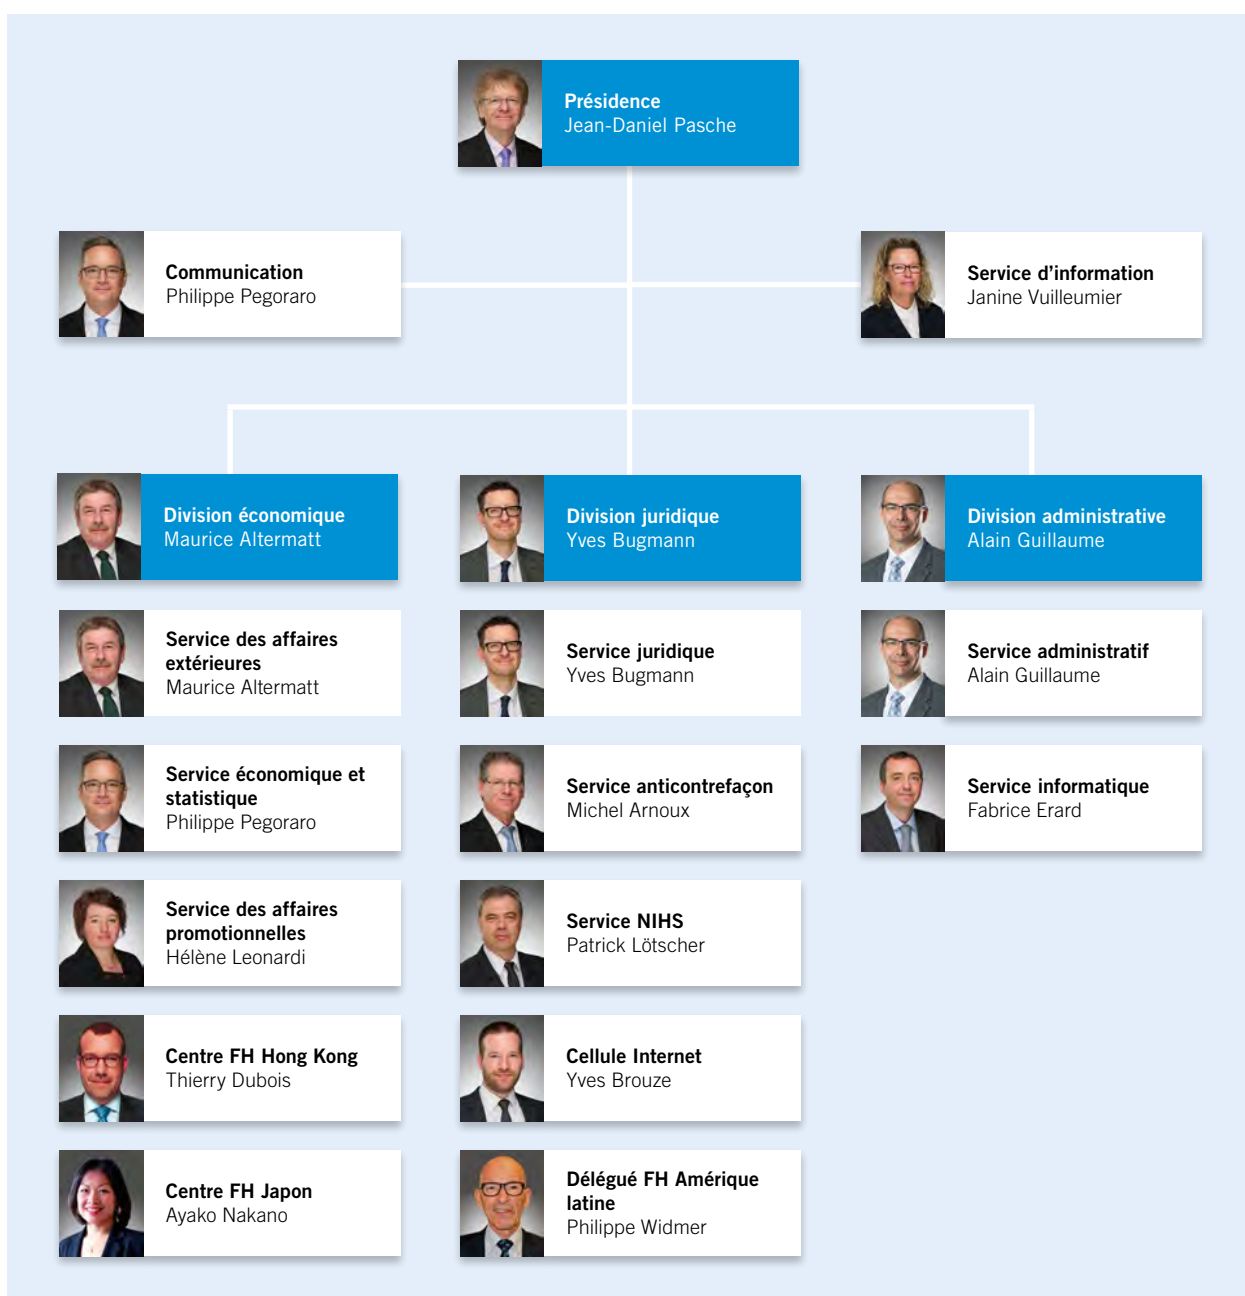 Présidence
Jean-Daniel Pasche
Communication
Philippe Pegoraro
Service d’information
Janine Vuilleumier
Division économique
Maurice Altermatt
Division juridique
Yves Bugmann
Division administrative
Alain Guillaume
Service des affaires
extérieures
Maurice Altermatt
Service juridique
Yves Bugmann
Service administratif
Alain Guillaume
Service économique et
statistique
Philippe Pegoraro
Service anticontrefaçon
Michel Arnoux
Service informatique
Fabrice Erard
Service des affaires
promotionnelles
Hélène Leonardi
Service NIHS
Patrick Lötscher
Centre FH Hong Kong
Thierry Dubois
Cellule Internet
Yves Brouze
Centre FH Japon
Ayako Nakano
Délégué FH Amérique
latine
Philippe Widmer